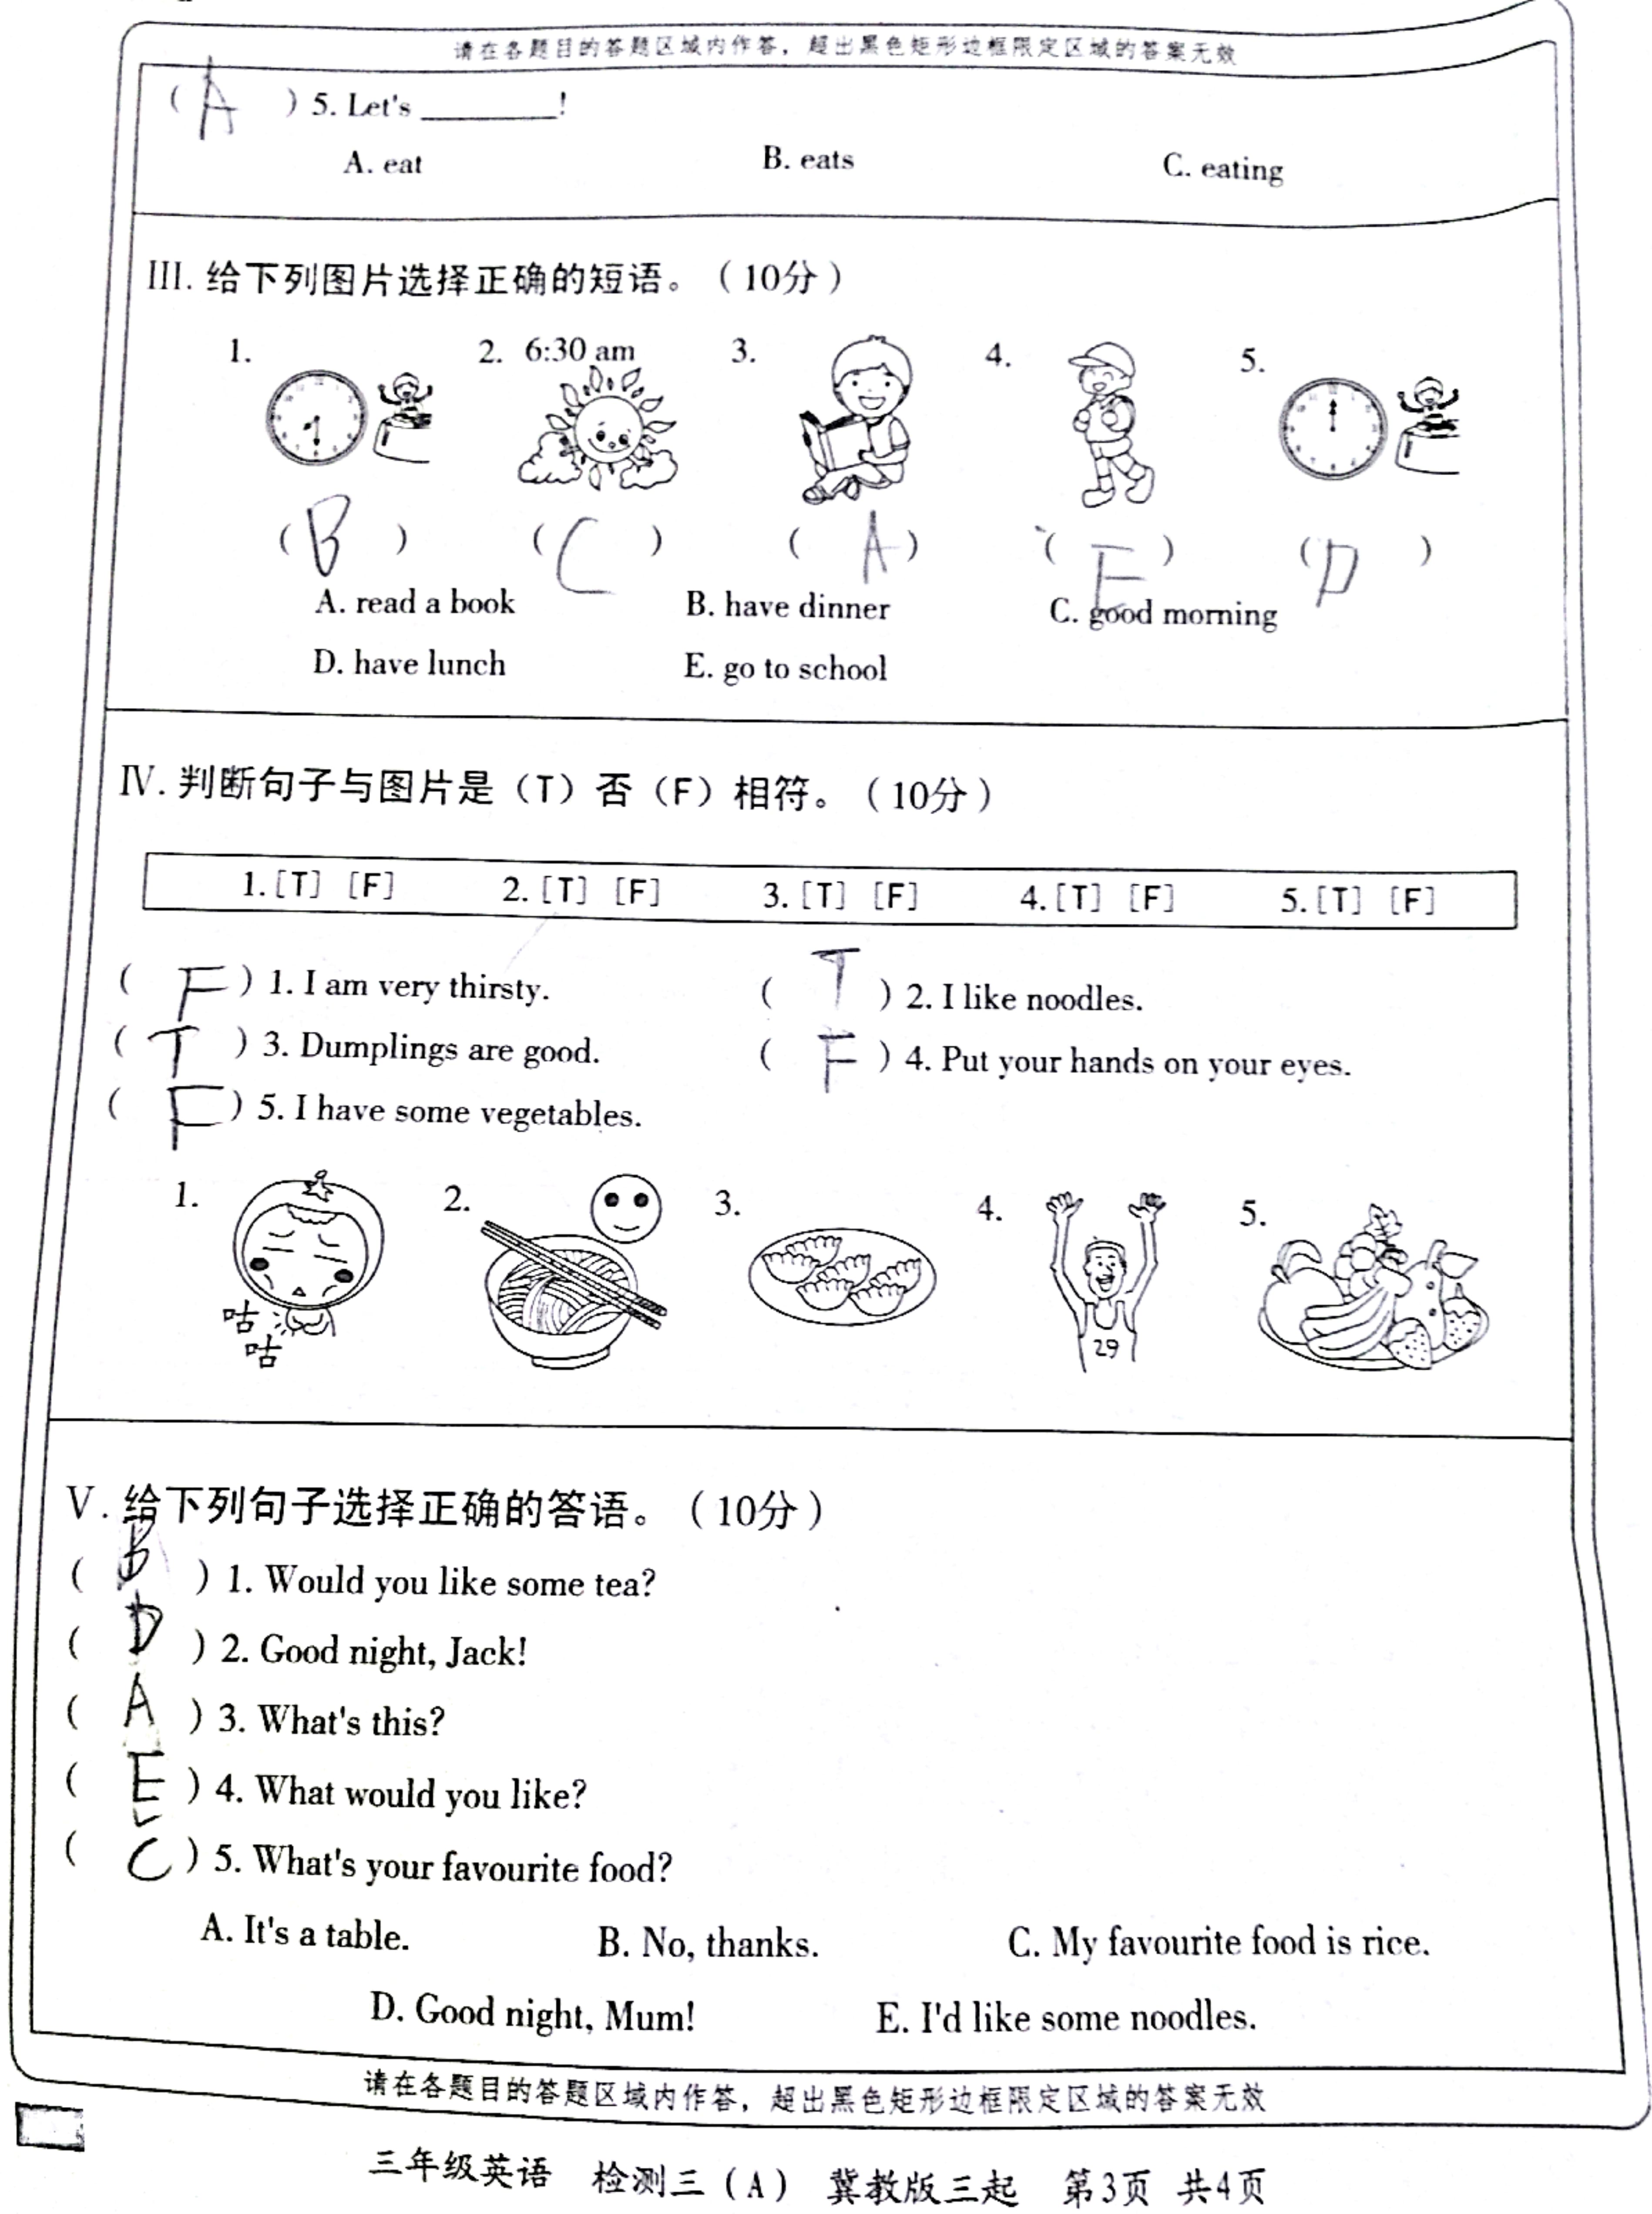 请在各题目的答题区域内作答，超出黑色矩形边框限定区域的答案无效
( A ) 5. Let's ________!
A. eat B. eats C. eating
III. 给下列图片选择正确的短语。（10分）
1. 2. 6:30 am 3. 4. 5.
( B ) ( C ) ( A ) ( E ) ( D )
A. read a book B. have dinner C. good morning
D. have lunch E. go to school
IV. 判断句子与图片是（T）否（F）相符。（10分）
1.[T] [F] 2.[T] [F] 3.[T] [F] 4.[T] [F] 5.[T] [F]
( F ) 1. I am very thirsty. ( T ) 2. I like noodles.
( T ) 3. Dumplings are good. ( F ) 4. Put your hands on your eyes.
( F ) 5. I have some vegetables.
1. 2. 3. 4. 5.
咕
咕
29
V. 给下列句子选择正确的答语。（10分）
( B ) 1. Would you like some tea?
( D ) 2. Good night, Jack!
( A ) 3. What's this?
( E ) 4. What would you like?
( C ) 5. What's your favourite food?
A. It's a table. B. No, thanks. C. My favourite food is rice.
D. Good night, Mum! E. I'd like some noodles.
请在各题目的答题区域内作答，超出黑色矩形边框限定区域的答案无效
三年级英语 检测三（A） 冀教版三起 第3页 共4页